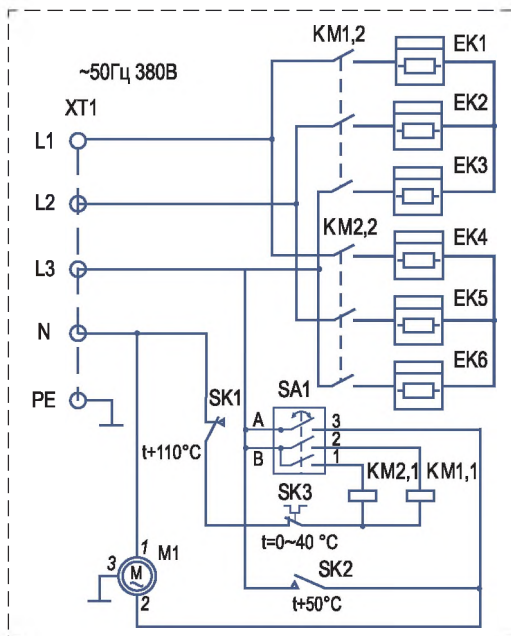 ~50Гц 380В
XT1
L1
L2
L3
N
PE
KM1,2
EK1
EK2
EK3
KM2,2
EK4
EK5
EK6
SK1
t+110°C
SA1
A
B
3
2
1
KM2,1 KM1,1
SK3
t=0~40 °C
SK2
t+50°C
1
3
M
M1
2